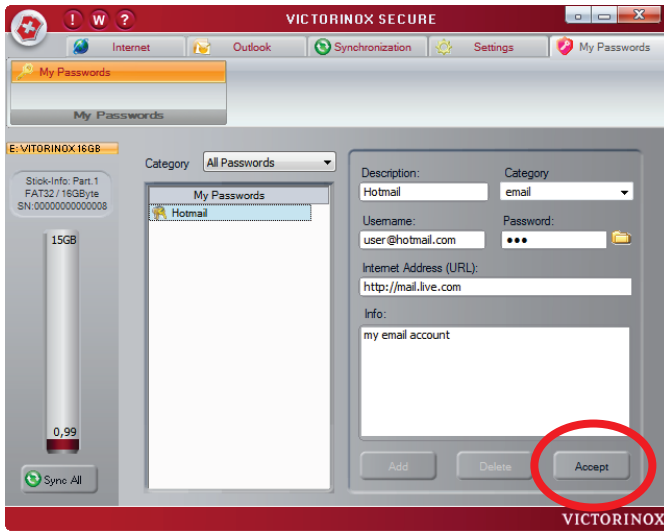 ! W ?
VICTORINOX SECURE
Internet
Outlook
Synchronization
Settings
My Passwords
My Passwords
My Passwords
E: VITORINOX 16GB
Stick-Info: Part.1
FAT32 / 16GByte
SN:00000000000008
15GB
0,99
Sync All
Category
All Passwords
My Passwords
Hotmail
Description:
Category
Hotmail
email
Username:
Password:
user@hotmail.com
●●●
Internet Address (URL):
http://mail.live.com
Info:
my email account
Add
Delete
Accept
VICTORINOX